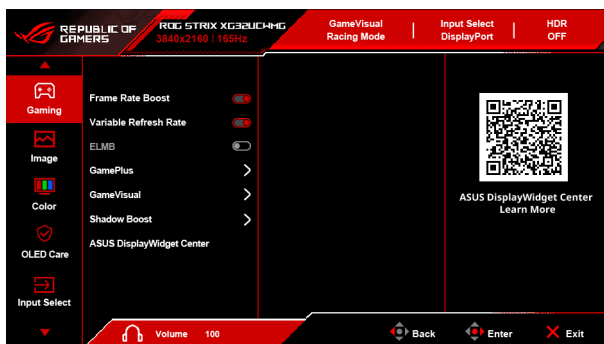 REPUBLIC OF
GAMERS
ROG STRIX XG32UCWMG
3840x2160 | 165Hz
GameVisual
Racing Mode
Input Select
DisplayPort
HDR
OFF
Gaming
Image
Color
OLED Care
Input Select
Frame Rate Boost
Variable Refresh Rate
ELMB
GamePlus
GameVisual
Shadow Boost
ASUS DisplayWidget Center
ASUS DisplayWidget Center
Learn More
Volume 100
Back
Enter
Exit